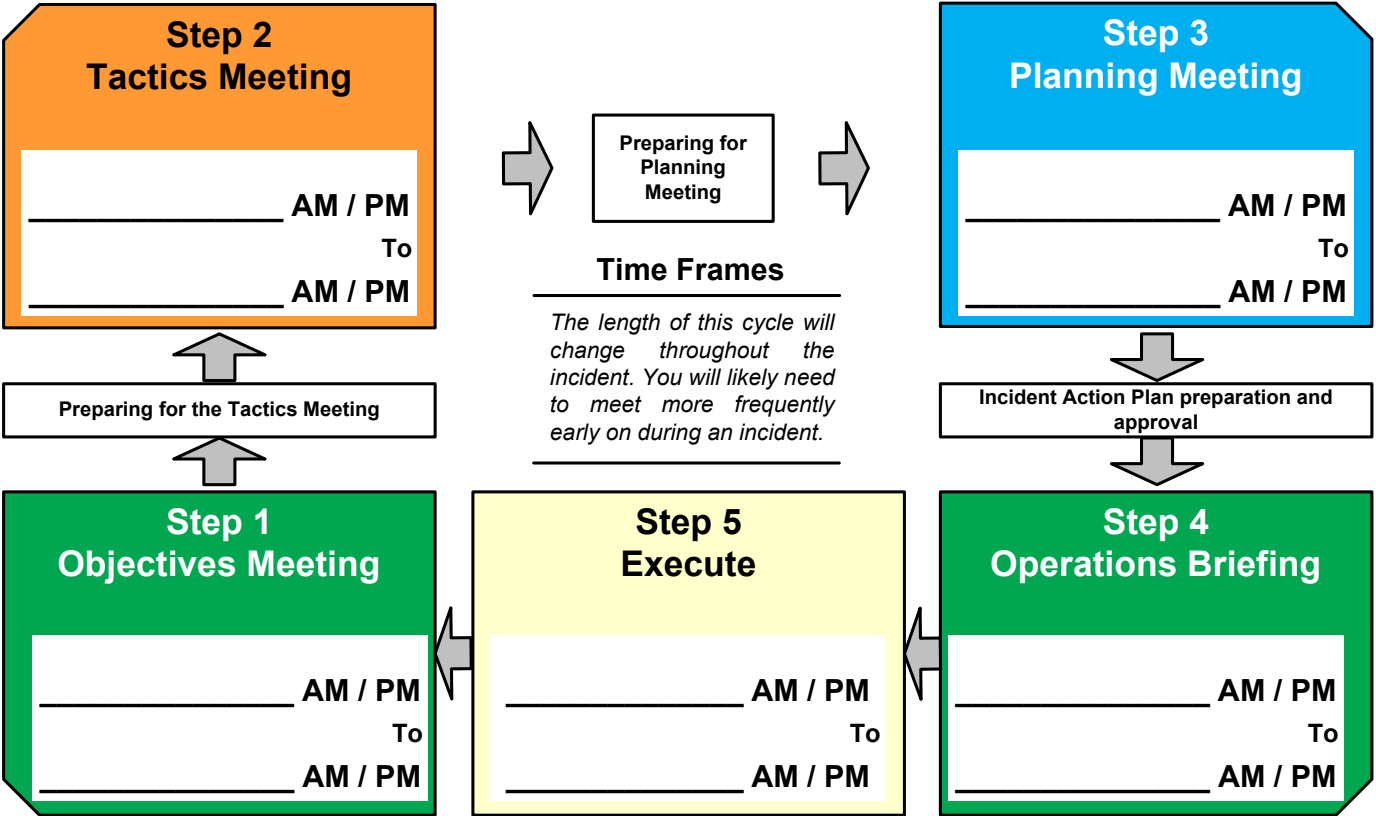 Step 2
Tactics Meeting
_______________ AM / PM
To
_______________ AM / PM
Preparing for
Planning
Meeting
Step 3
Planning Meeting
_______________ AM / PM
To
_______________ AM / PM
Time Frames
The length of this cycle will
change throughout the
incident. You will likely need
to meet more frequently
early on during an incident.
Preparing for the Tactics Meeting
Incident Action Plan preparation and
approval
Step 1
Objectives Meeting
_______________ AM / PM
To
_______________ AM / PM
Step 5
Execute
______________ AM / PM
To
______________ AM / PM
Step 4
Operations Briefing
_______________ AM / PM
To
_______________ AM / PM